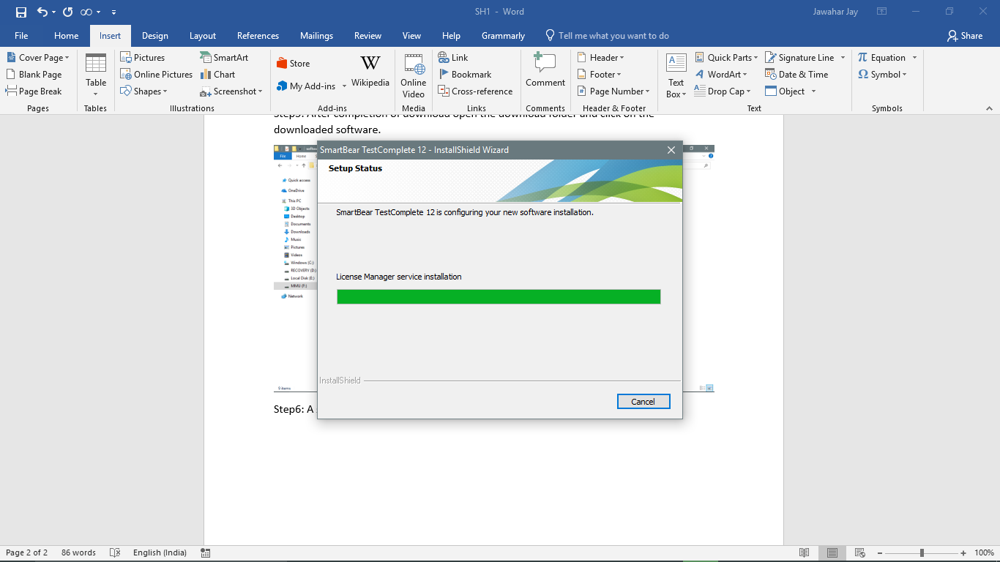 SH1 - Word
Jawahar Jay
File Home Insert Design Layout References Mailings Review View Help Grammarly Tell me what you want to do Share
Cover Page
Blank Page
Page Break
Pages
Table
Tables
Pictures
Online Pictures
Shapes
SmartArt
Chart
Screenshot
Illustrations
Store
My Add-ins
W
Wikipedia
Add-ins
Online
Video
Media
Link
Bookmark
Cross-reference
Links
Comment
Comments
Header
Footer
Page Number
Header & Footer
Text
Box
Quick Parts
WordArt
Drop Cap
Signature Line
Date & Time
Object
Text
Equation
Symbol
Symbols
Step5: After completion of download open the download folder and click on the
downloaded software.
File Home
Quick access
OneDrive
This PC
3D Objects
Desktop
Documents
Downloads
Music
Pictures
Videos
Windows (C:)
RECOVERY (D:)
Local Disk (E:)
MMU (F:)
Network
9 items
SmartBear TestComplete 12 - InstallShield Wizard
Setup Status
SmartBear TestComplete 12 is configuring your new software installation.
License Manager service installation
InstallShield
Cancel
Step6: A
Page 2 of 2 86 words English (India) 100%